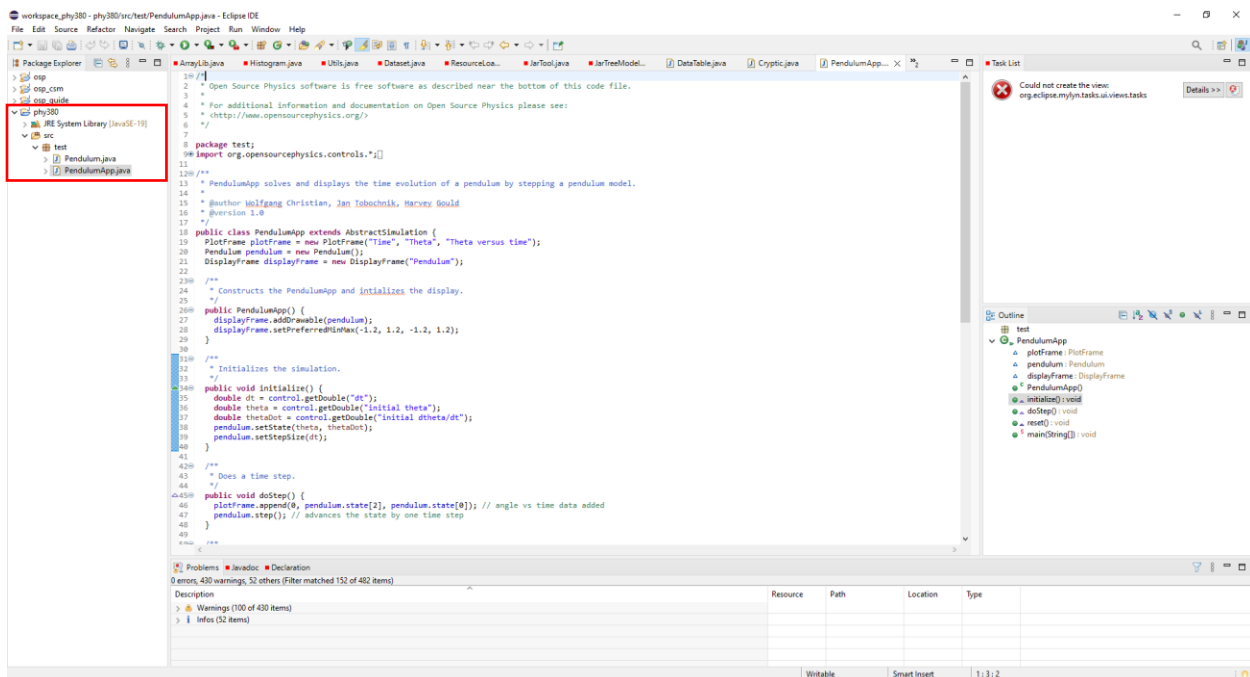 workspace_phy380 - phy380/src/test/PendulumApp.java - Eclipse IDE
File Edit Source Refactor Navigate Search Project Run Window Help
Package Explorer
osp
osp_csm
osp_guide
phy380
JRE System Library [JavaSE-19]
src
test
Pendulum.java
PendulumApp.java
ArrayLib.java Histogram.java Utils.java Dataset.java ResourceLoa... JarTool.java JarTreeModel... DataTable.java Cryptic.java PendulumApp... 2
1 /*
2 * Open Source Physics software is free software as described near the bottom of this code file.
3 *
4 * For additional information and documentation on Open Source Physics please see:
5 * <http://www.opensourcephysics.org/>
6 */
7
8 package test;
9 import org.opensourcephysics.controls.*;
11
12 /**
13 * PendulumApp solves and displays the time evolution of a pendulum by stepping a pendulum model.
14 *
15 * @author Wolfgang Christian, Jan Tobochnik, Harvey Gould
16 * @version 1.0
17 */
18 public class PendulumApp extends AbstractSimulation {
19 PlotFrame plotFrame = new PlotFrame("Time", "Theta", "Theta versus time");
20 Pendulum pendulum = new Pendulum();
21 DisplayFrame displayFrame = new DisplayFrame("Pendulum");
22
23 /**
24 * Constructs the PendulumApp and intializes the display.
25 */
26 public PendulumApp() {
27 displayFrame.addDrawable(pendulum);
28 displayFrame.setPreferredMinMax(-1.2, 1.2, -1.2, 1.2);
29 }
30
31 /**
32 * Initializes the simulation.
33 */
34 public void initialize() {
35 double dt = control.getDouble("dt");
36 double theta = control.getDouble("initial theta");
37 double thetaDot = control.getDouble("initial dtheta/dt");
38 pendulum.setState(theta, thetaDot);
39 pendulum.setStepSize(dt);
40 }
41
42 /**
43 * Does a time step.
44 */
45 public void doStep() {
46 plotFrame.append(0, pendulum.state[2], pendulum.state[0]); // angle vs time data added
47 pendulum.step(); // advances the state by one time step
48 }
49
Task List
Could not create the view:
org.eclipse.mylyn.tasks.ui.views.tasks
Details >>
Outline
test
PendulumApp
plotFrame : PlotFrame
pendulum : Pendulum
displayFrame : DisplayFrame
PendulumApp()
initialize() : void
doStep() : void
reset() : void
main(String[]) : void
Problems Javadoc Declaration
0 errors, 430 warnings, 52 others (Filter matched 152 of 482 items)
Description Resource Path Location Type
Warnings (100 of 430 items)
Infos (52 items)
Writable Smart Insert 1 : 3 : 2